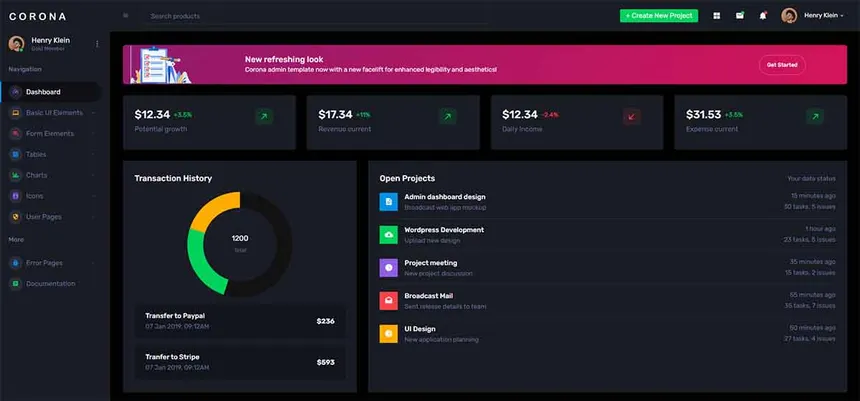 CORONA
Search products
+ Create New Project
Henry Klein
Henry Klein
Gold Member
Navigation
Dashboard
Basic UI Elements
Form Elements
Tables
Charts
Icons
User Pages
More
Error Pages
Documentation
New refreshing look
Corona admin template now with a new facelift for enhanced legibility and aesthetics!
Get Started
$12.34 +3.5%
Potential growth
$17.34 +11%
Revenue current
$12.34 -2.4%
Daily Income
$31.53 +3.5%
Expense current
Transaction History
1200
Total
Transfer to Paypal
07 Jan 2019, 09:12AM
$236
Tranfer to Stripe
07 Jan 2019, 09:12AM
$593
Open Projects
Your data status
Admin dashboard design
Broadcast web app mockup
15 minutes ago
30 tasks, 5 issues
Wordpress Development
Upload new design
1 hour ago
23 tasks, 5 issues
Project meeting
New project discussion
35 minutes ago
15 tasks, 2 issues
Broadcast Mail
Sent release details to team
55 minutes ago
35 tasks, 7 issues
UI Design
New application planning
50 minutes ago
27 tasks, 4 issues